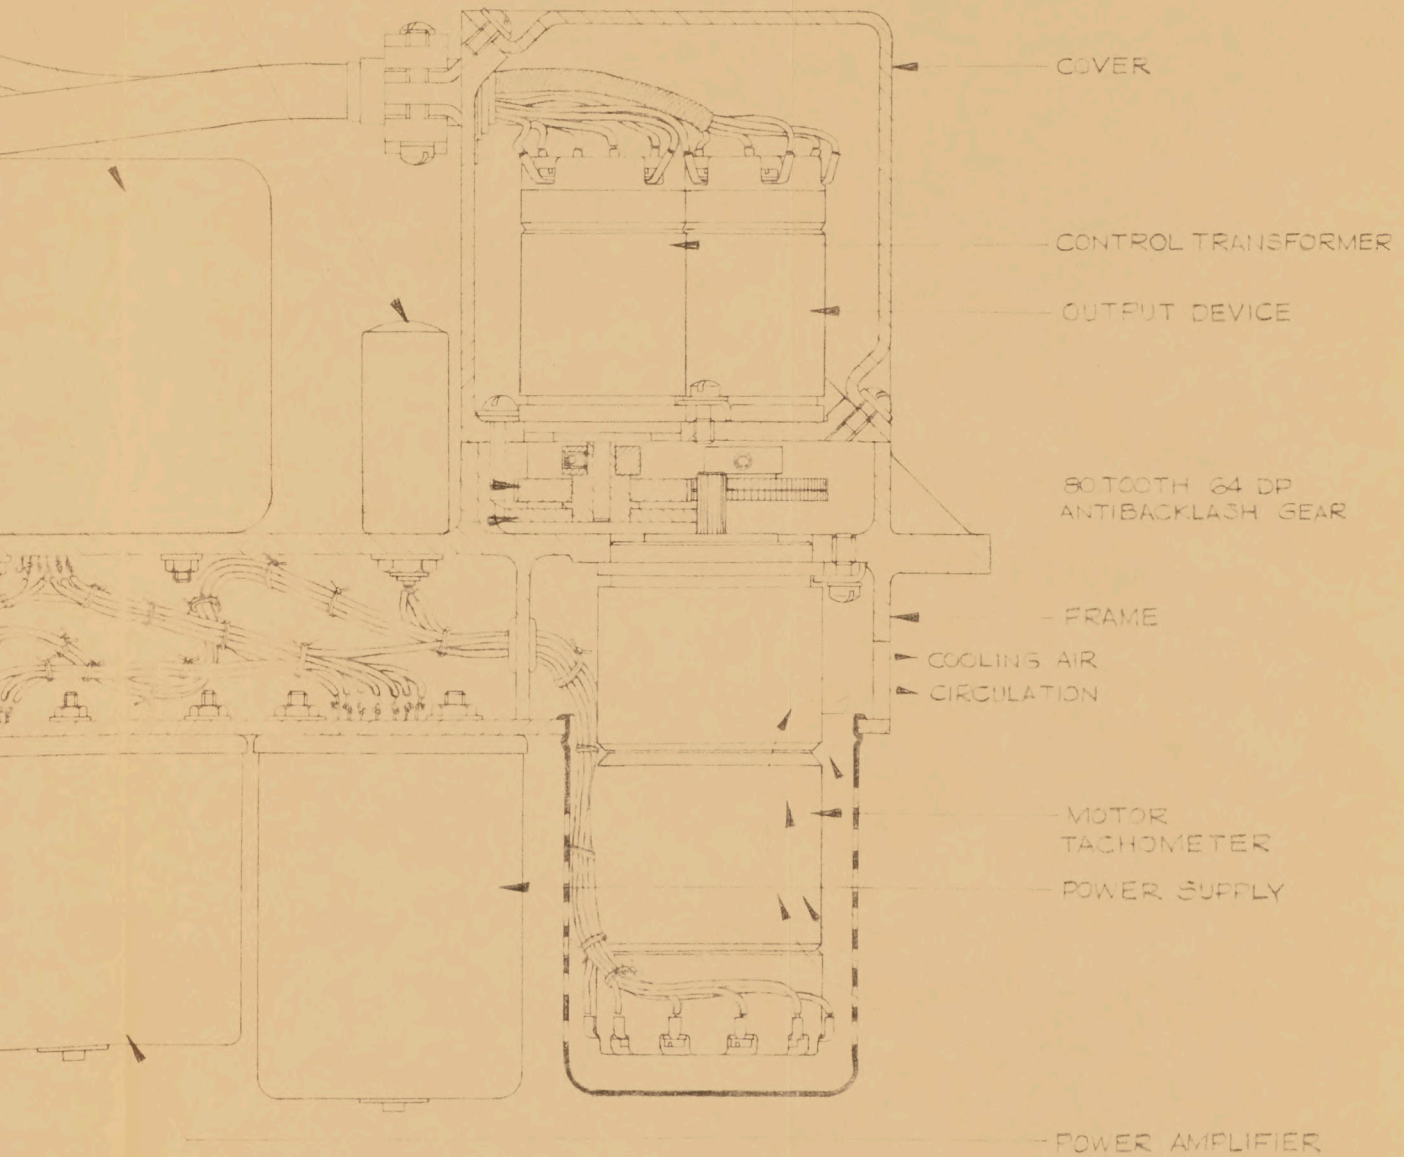 COVER
CONTROL TRANSFORMER
OUTPUT DEVICE
80 TOOTH 64 DP
ANTIBACKLASH GEAR
FRAME
COOLING AIR
CIRCULATION
MOTOR
TACHOMETER
POWER SUPPLY
POWER AMPLIFIER